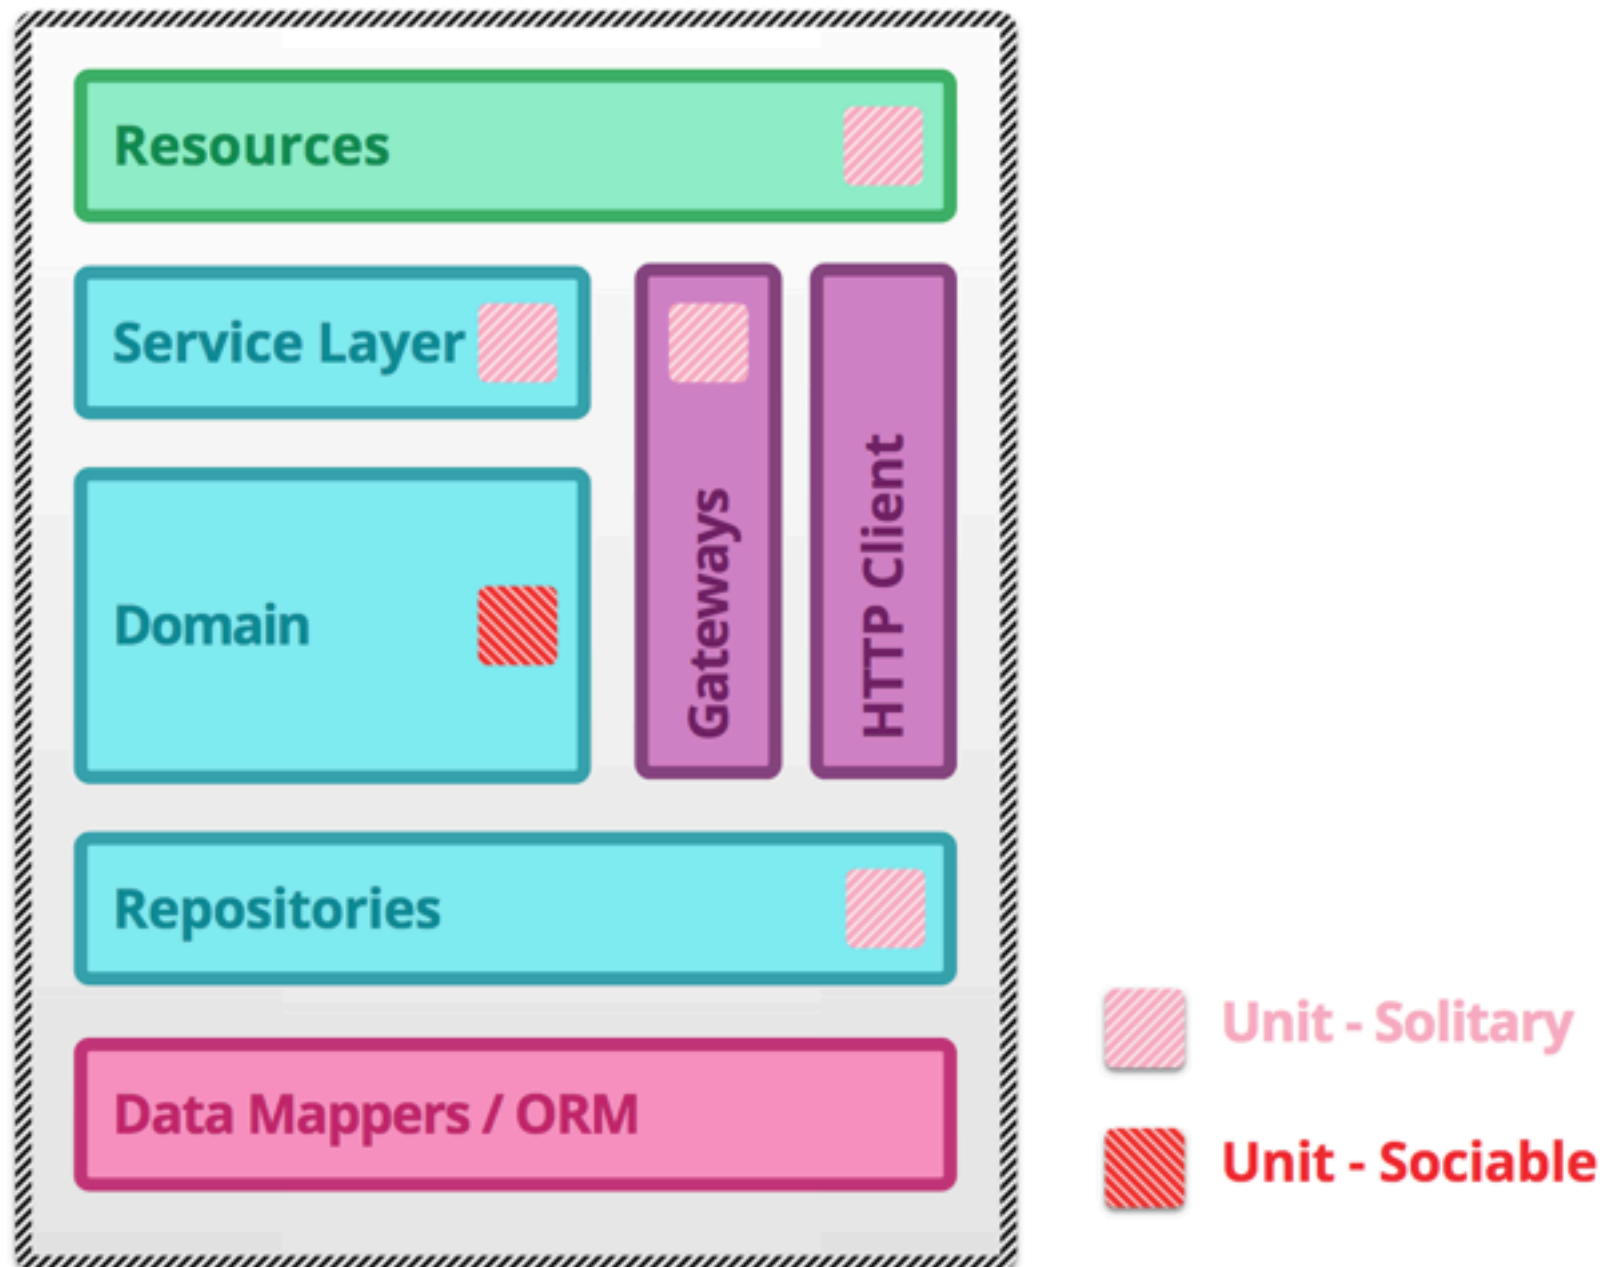 Resources
Service Layer
Gateways
HTTP Client
Domain
Repositories
Data Mappers / ORM
Unit - Solitary
Unit - Sociable